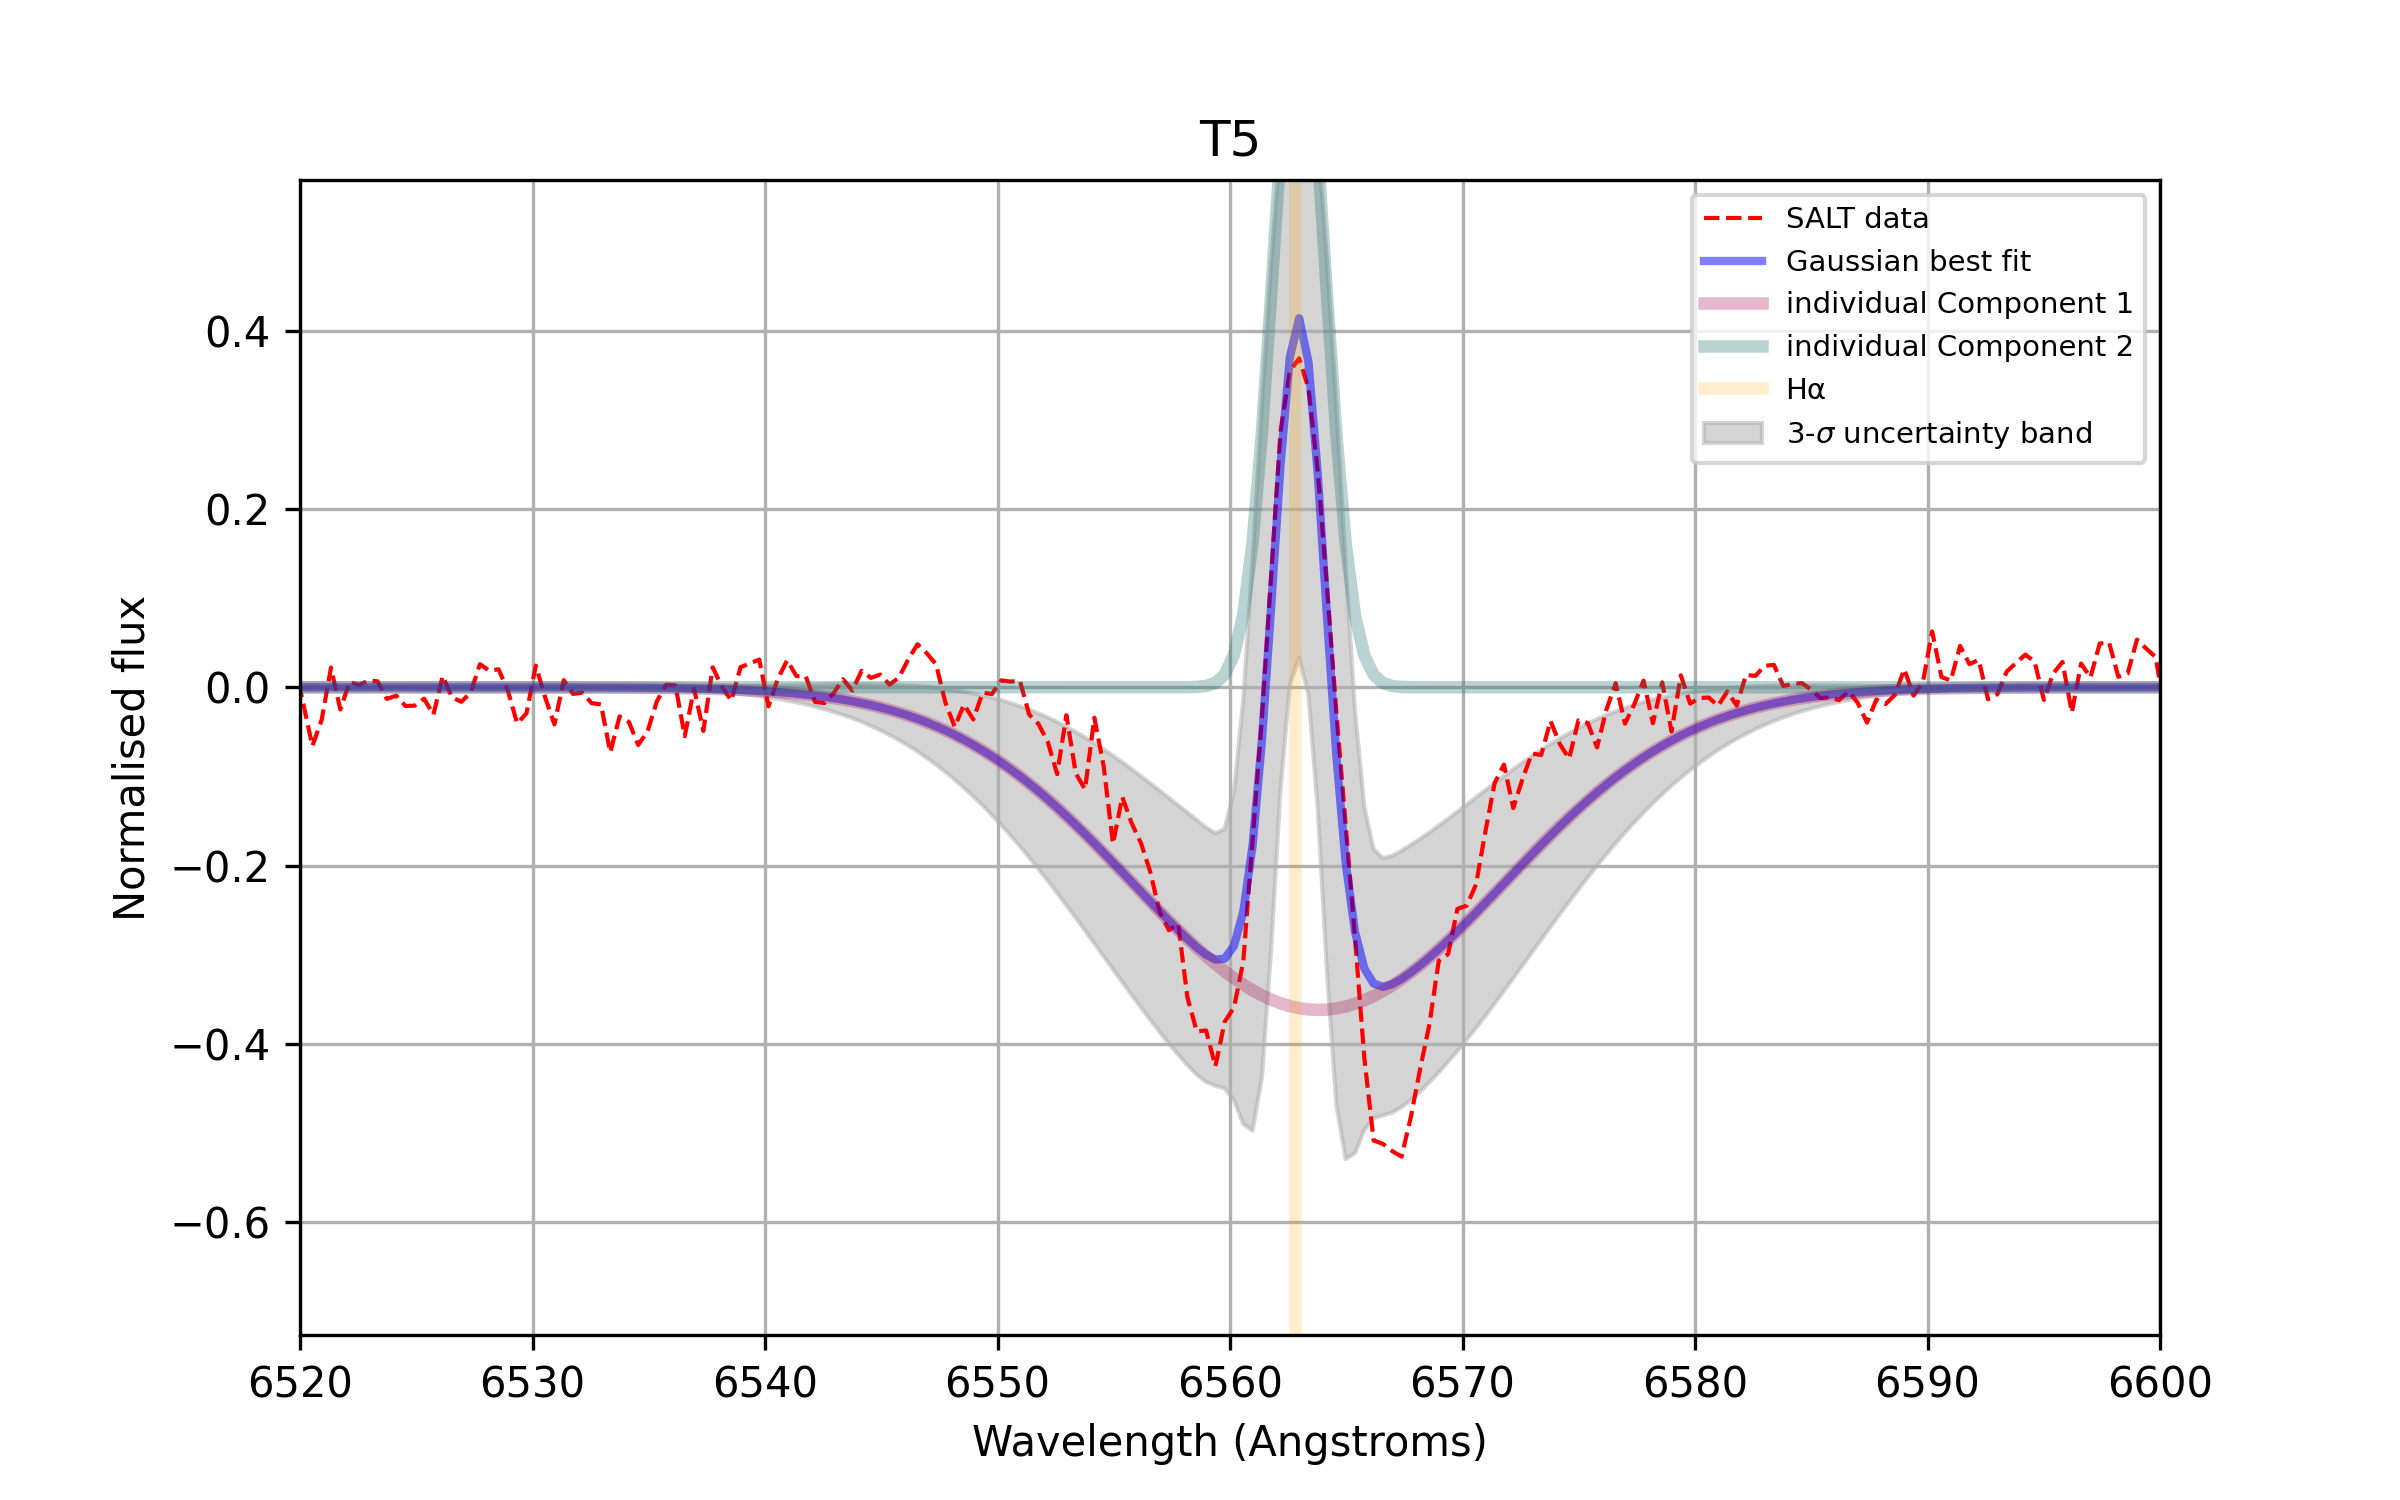 T5
SALT data
Gaussian best fit
individual Component 1
individual Component 2
Hα
3-σ uncertainty band
Normalised flux
0.4
0.2
0.0
−0.2
−0.4
−0.6
6520 6530 6540 6550 6560 6570 6580 6590 6600
Wavelength (Angstroms)